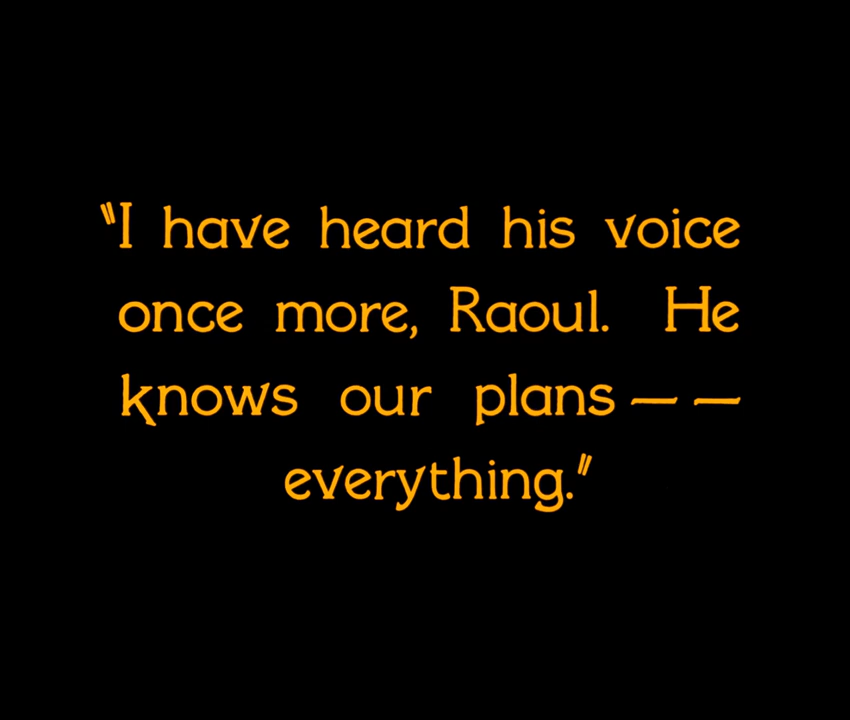 "I have heard his voice
once more, Raoul. He
knows our plans — —
everything."